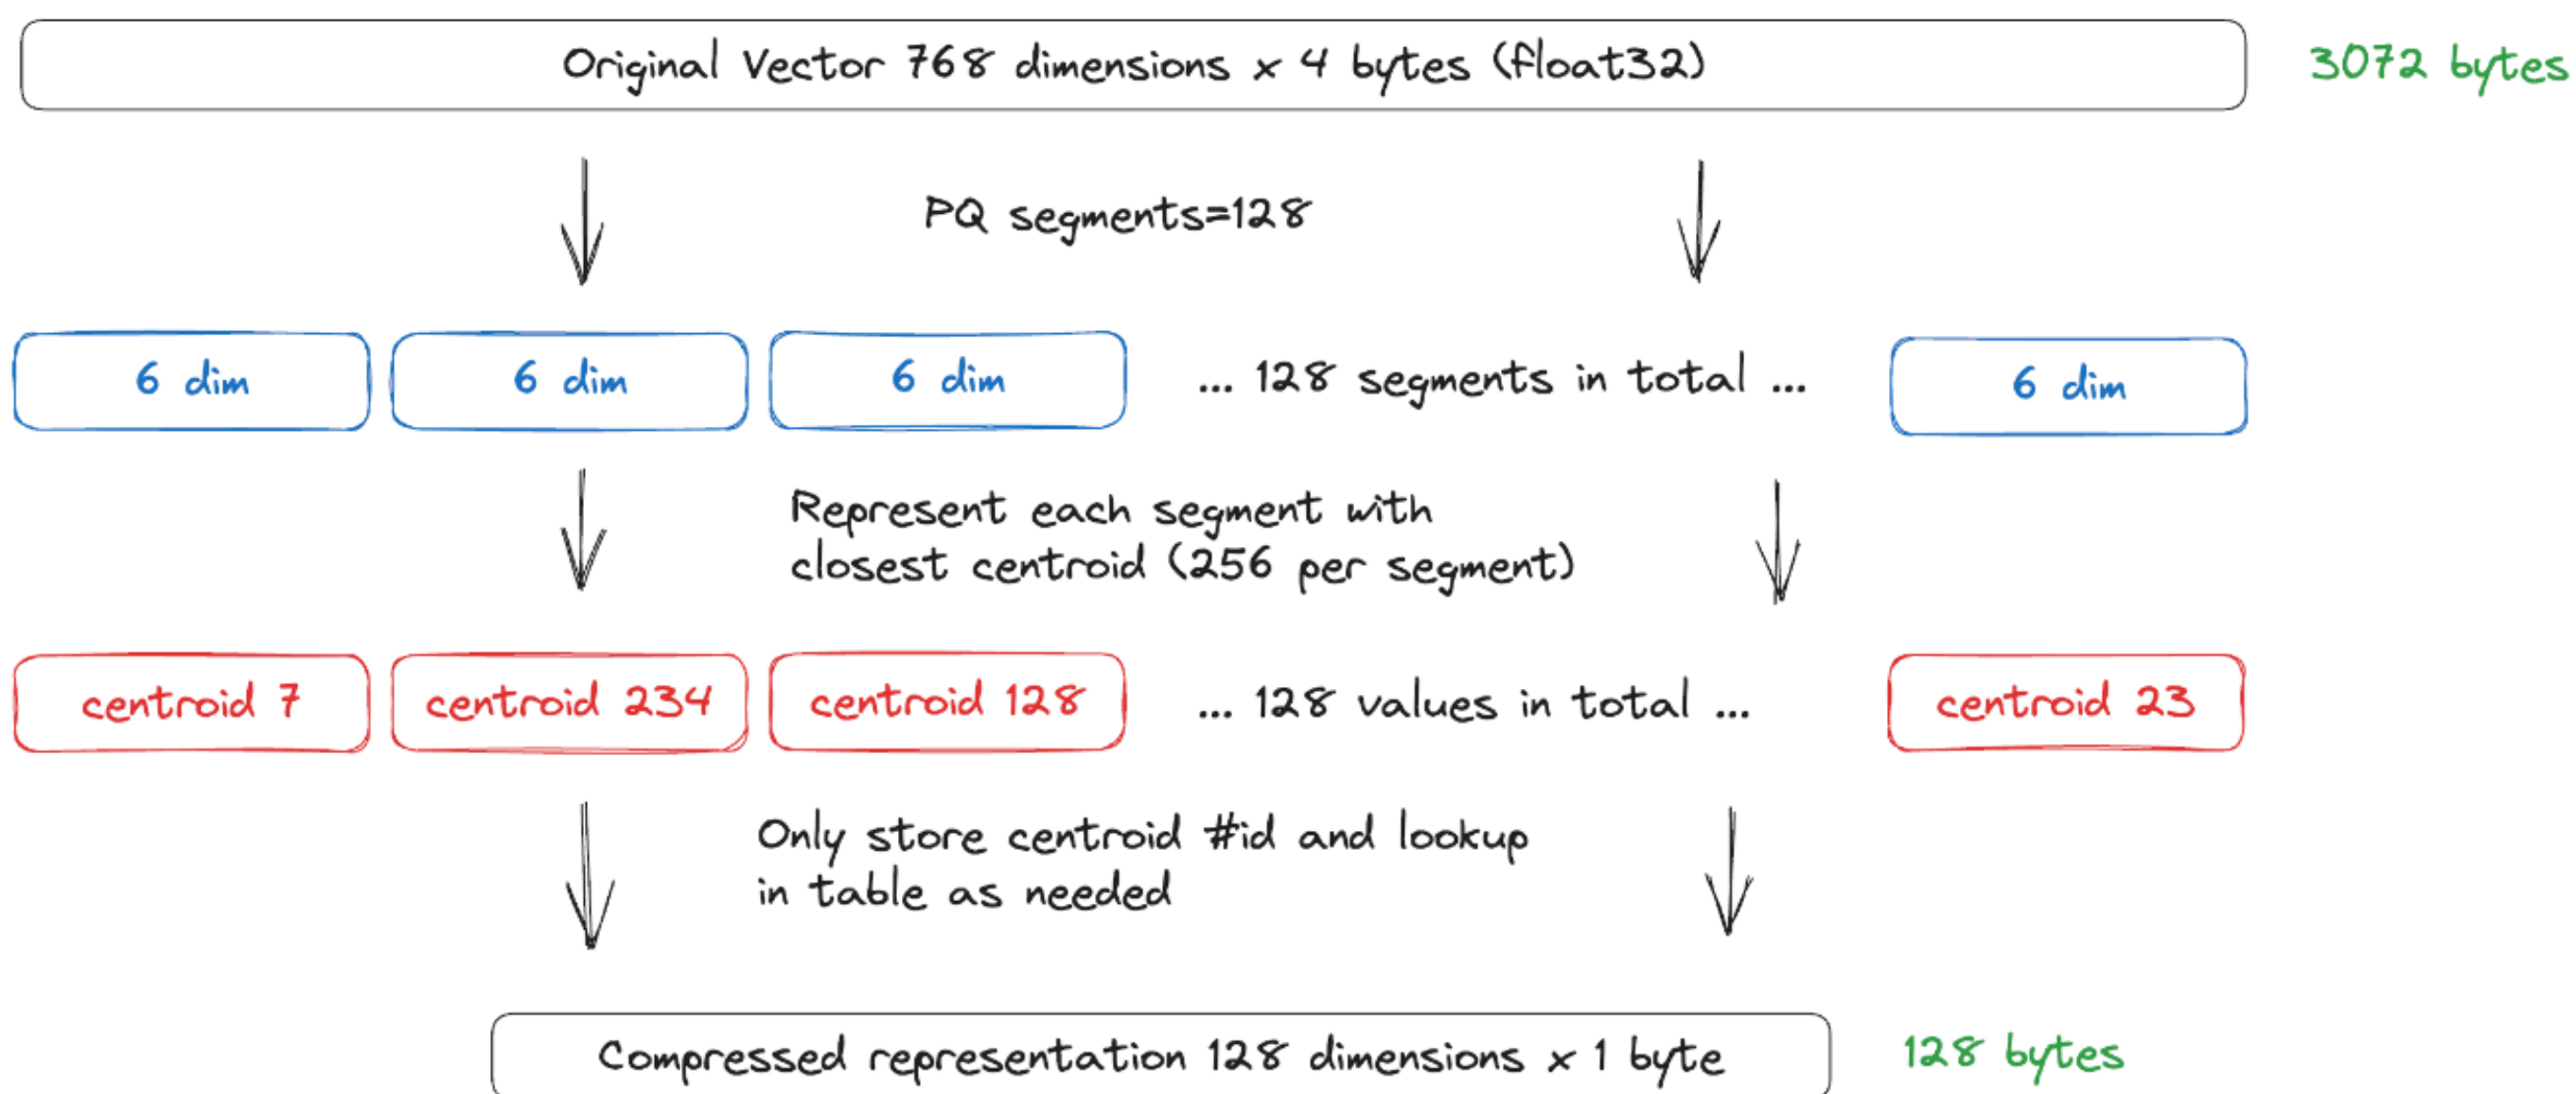 Original Vector 768 dimensions x 4 bytes (float32)
3072 bytes
PQ segments=128
6 dim
6 dim
6 dim
... 128 segments in total ...
6 dim
Represent each segment with
closest centroid (256 per segment)
centroid 7
centroid 234
centroid 128
... 128 values in total ...
centroid 23
Only store centroid #id and lookup
in table as needed
Compressed representation 128 dimensions x 1 byte
128 bytes